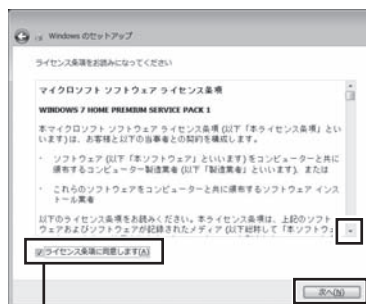 Windows のセットアップ
ライセンス条項をお読みになってください
マイクロソフト ソフトウェア ライセンス条項
WINDOWS 7 HOME PREMIUM SERVICE PACK 1
本マイクロソフト ソフトウェア ライセンス条項 (以下「本ライセンス条項」とい
います) は、お客様と以下の当事者との契約を構成します。
・ ソフトウェア (以下「本ソフトウェア」といいます) をコンピューターと共に
頒布するコンピューター製造業者 (以下「製造業者」といいます)、または
・ これらのソフトウェアをコンピューターと共に頒布するソフトウェア インス
トール業者
以下のライセンス条項をお読みください。本ライセンス条項は、上記のソフト
ウェアおよびソフトウェアが記録されたメディア (以下総称して「本ソフトウェ
ライセンス条項に同意します(A)
次へ(N)